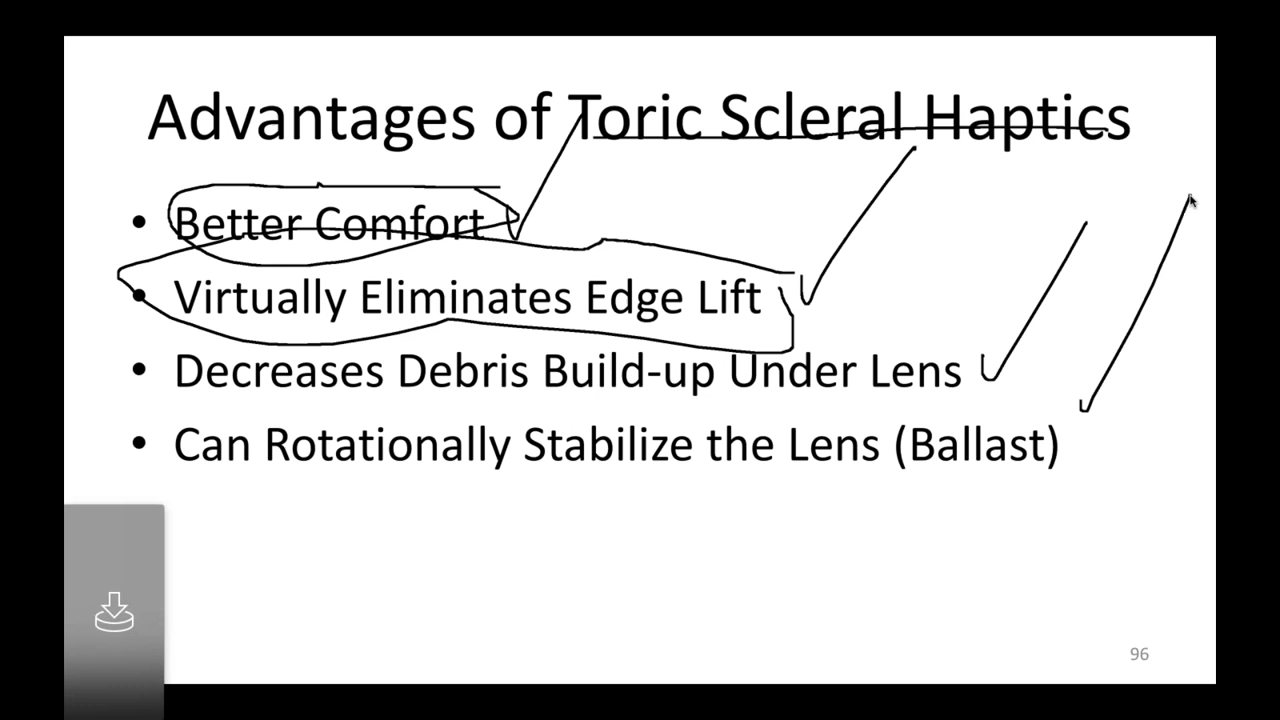 Advantages of Toric Scleral Haptics
• Better Comfort
• Virtually Eliminates Edge Lift
• Decreases Debris Build-up Under Lens
• Can Rotationally Stabilize the Lens (Ballast)
96